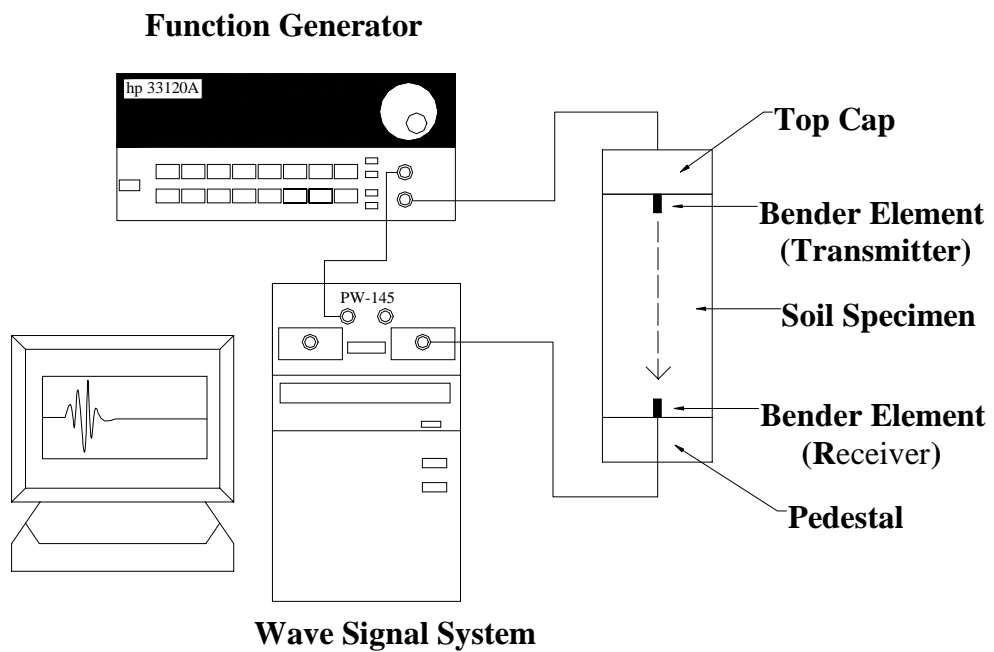 Function Generator
hp 33120A
Top Cap
Bender Element
(Transmitter)
PW-145
Soil Specimen
Bender Element
(Receiver)
Pedestal
Wave Signal System